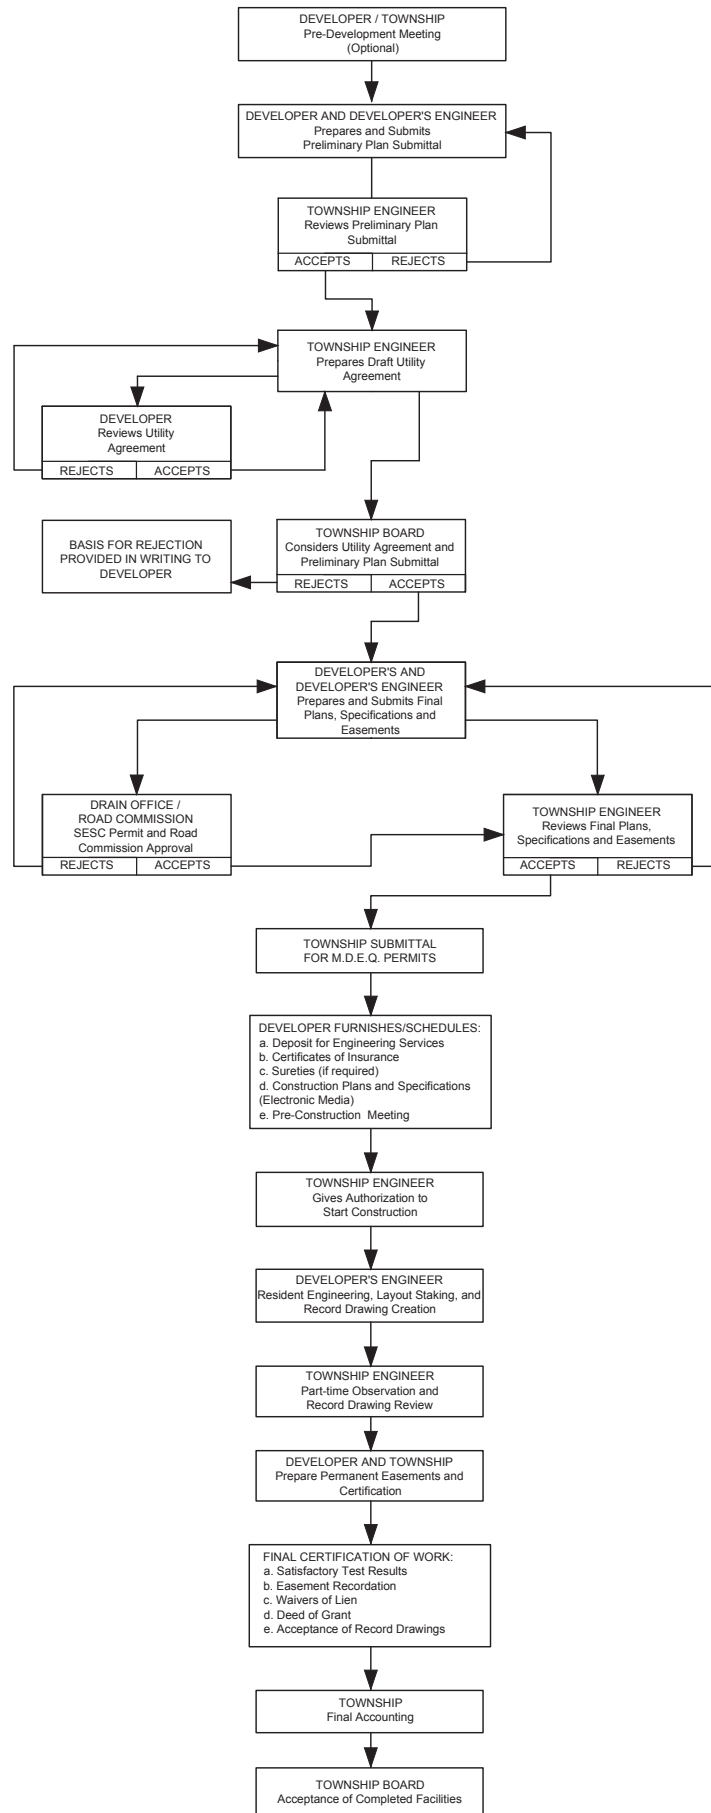 DEVELOPER / TOWNSHIP
Pre-Development Meeting
(Optional)
DEVELOPER AND DEVELOPER'S ENGINEER
Prepares and Submits
Preliminary Plan Submittal
TOWNSHIP ENGINEER
Reviews Preliminary Plan
Submittal
ACCEPTS REJECTS
TOWNSHIP ENGINEER
Prepares Draft Utility
Agreement
DEVELOPER
Reviews Utility
Agreement
REJECTS ACCEPTS
BASIS FOR REJECTION
PROVIDED IN WRITING TO
DEVELOPER
TOWNSHIP BOARD
Considers Utility Agreement and
Preliminary Plan Submittal
REJECTS ACCEPTS
DEVELOPER'S AND
DEVELOPER'S ENGINEER
Prepares and Submits Final
Plans, Specifications and
Easements
DRAIN OFFICE /
ROAD COMMISSION
SESC Permit and Road
Commission Approval
REJECTS ACCEPTS
TOWNSHIP ENGINEER
Reviews Final Plans,
Specifications and Easements
ACCEPTS REJECTS
TOWNSHIP SUBMITTAL
FOR M.D.E.Q. PERMITS
DEVELOPER FURNISHES/SCHEDULES:
a. Deposit for Engineering Services
b. Certificates of Insurance
c. Sureties (if required)
d. Construction Plans and Specifications
(Electronic Media)
e. Pre-Construction Meeting
TOWNSHIP ENGINEER
Gives Authorization to
Start Construction
DEVELOPER'S ENGINEER
Resident Engineering, Layout Staking, and
Record Drawing Creation
TOWNSHIP ENGINEER
Part-time Observation and
Record Drawing Review
DEVELOPER AND TOWNSHIP
Prepare Permanent Easements and
Certification
FINAL CERTIFICATION OF WORK:
a. Satisfactory Test Results
b. Easement Recordation
c. Waivers of Lien
d. Deed of Grant
e. Acceptance of Record Drawings
TOWNSHIP
Final Accounting
TOWNSHIP BOARD
Acceptance of Completed Facilities